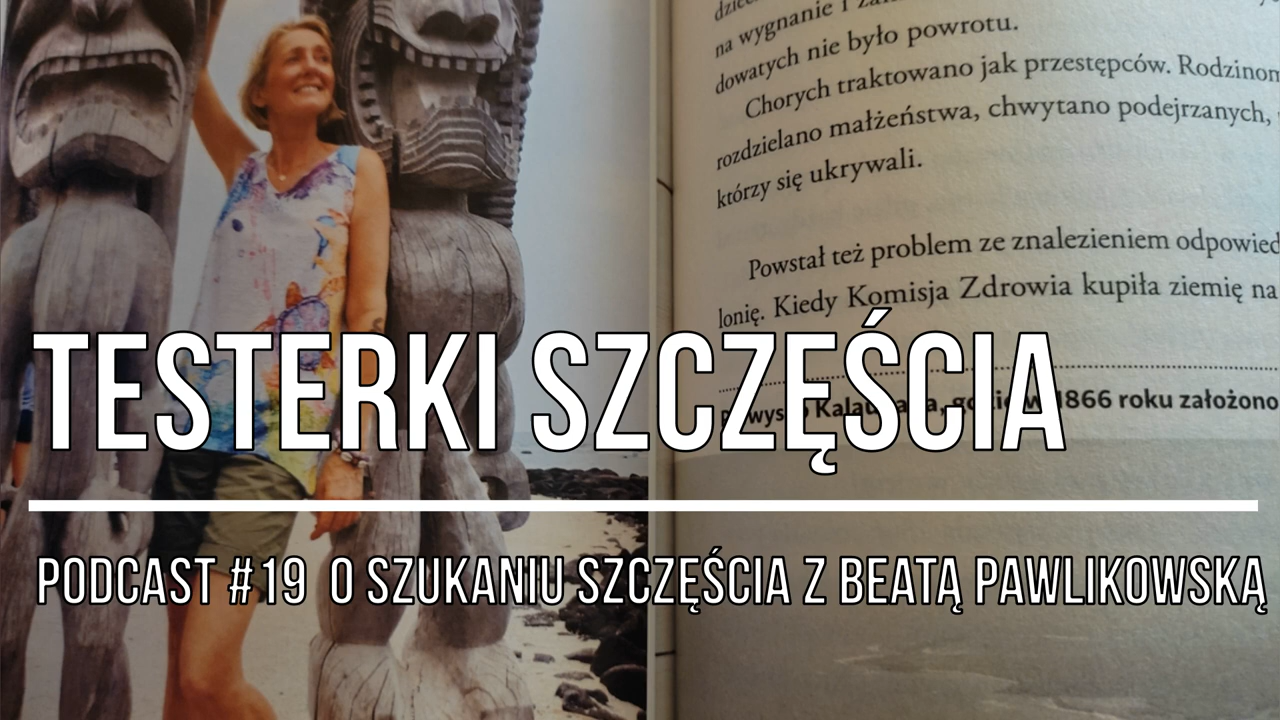 na wygnanie i
dowatych nie było powrotu.
Chorych traktowano jak przestępców. Rodzinom
rozdzielano małżeństwa, chwytano podejrzanych,
którzy się ukrywali.
Powstał też problem ze znalezieniem odpowied
lonię. Kiedy Komisja Zdrowia kupiła ziemię na
1866 roku założono
TESTERKI SZCZĘŚCIA
PODCAST #19 O SZUKANIU SZCZĘŚCIA Z BEATĄ PAWLIKOWSKĄ